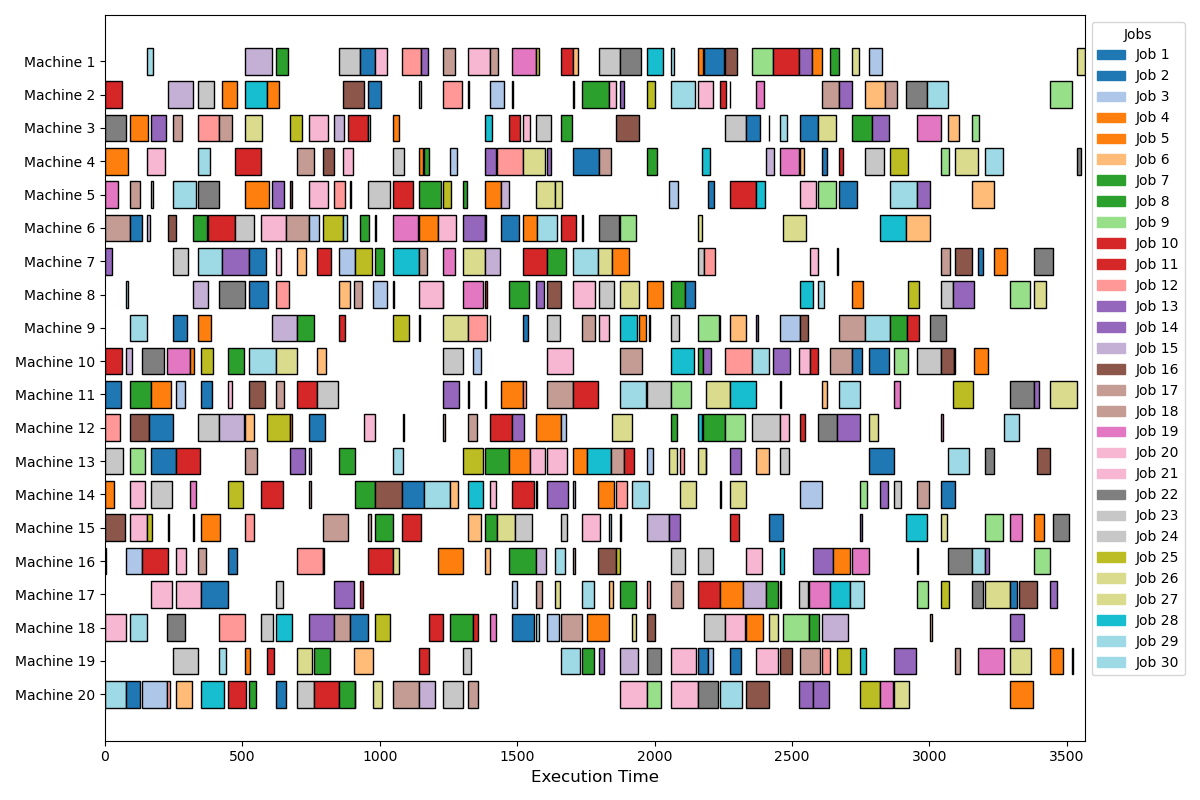 Machine 1
Machine 2
Machine 3
Machine 4
Machine 5
Machine 6
Machine 7
Machine 8
Machine 9
Machine 10
Machine 11
Machine 12
Machine 13
Machine 14
Machine 15
Machine 16
Machine 17
Machine 18
Machine 19
Machine 20
0 500 1000 1500 2000 2500 3000 3500
Execution Time
Jobs
Job 1
Job 2
Job 3
Job 4
Job 5
Job 6
Job 7
Job 8
Job 9
Job 10
Job 11
Job 12
Job 13
Job 14
Job 15
Job 16
Job 17
Job 18
Job 19
Job 20
Job 21
Job 22
Job 23
Job 24
Job 25
Job 26
Job 27
Job 28
Job 29
Job 30